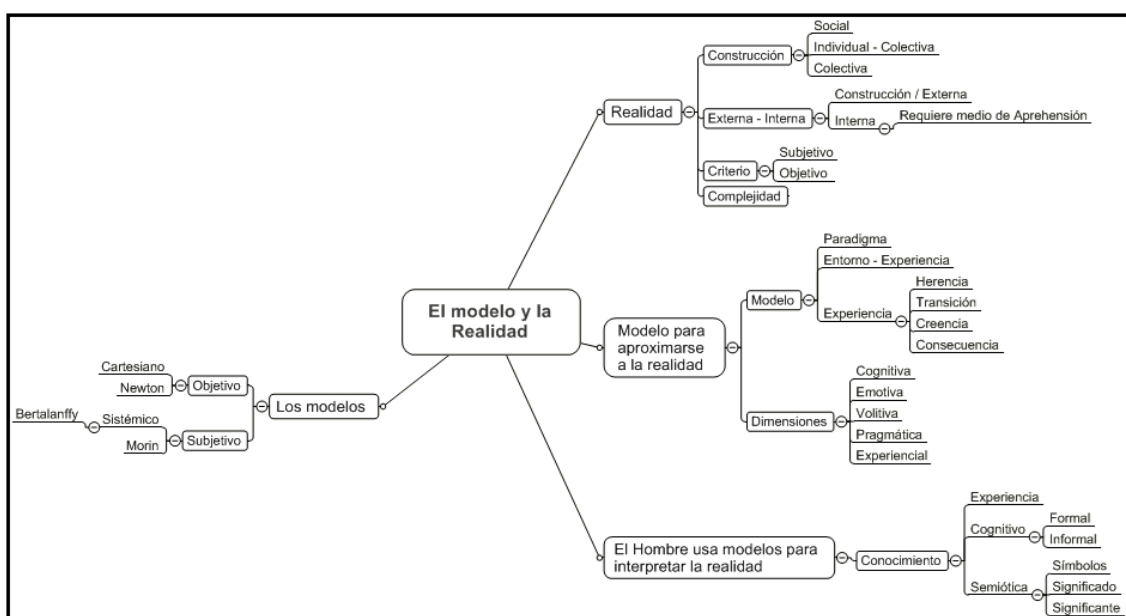 Social
Individual - Colectiva
Colectiva
Construcción
Realidad
Construcción / Externa
Interna
Requiere medio de Aprehensión
Externa - Interna
Subjetivo
Objetivo
Criterio
Complejidad
El modelo y la
Realidad
Modelo para
aproximarse
a la realidad
Modelo
Paradigma
Entorno - Experiencia
Experiencia
Herencia
Transición
Creencia
Consecuencia
Dimensiones
Cognitiva
Emotiva
Volitiva
Pragmática
Experiencial
Los modelos
Objetivo
Cartesiano
Newton
Subjetivo
Sistémico
Bertalanffy
Morin
El Hombre usa modelos para
interpretar la realidad
Conocimiento
Experiencia
Cognitivo
Formal
Informal
Semiótica
Símbolos
Significado
Significante